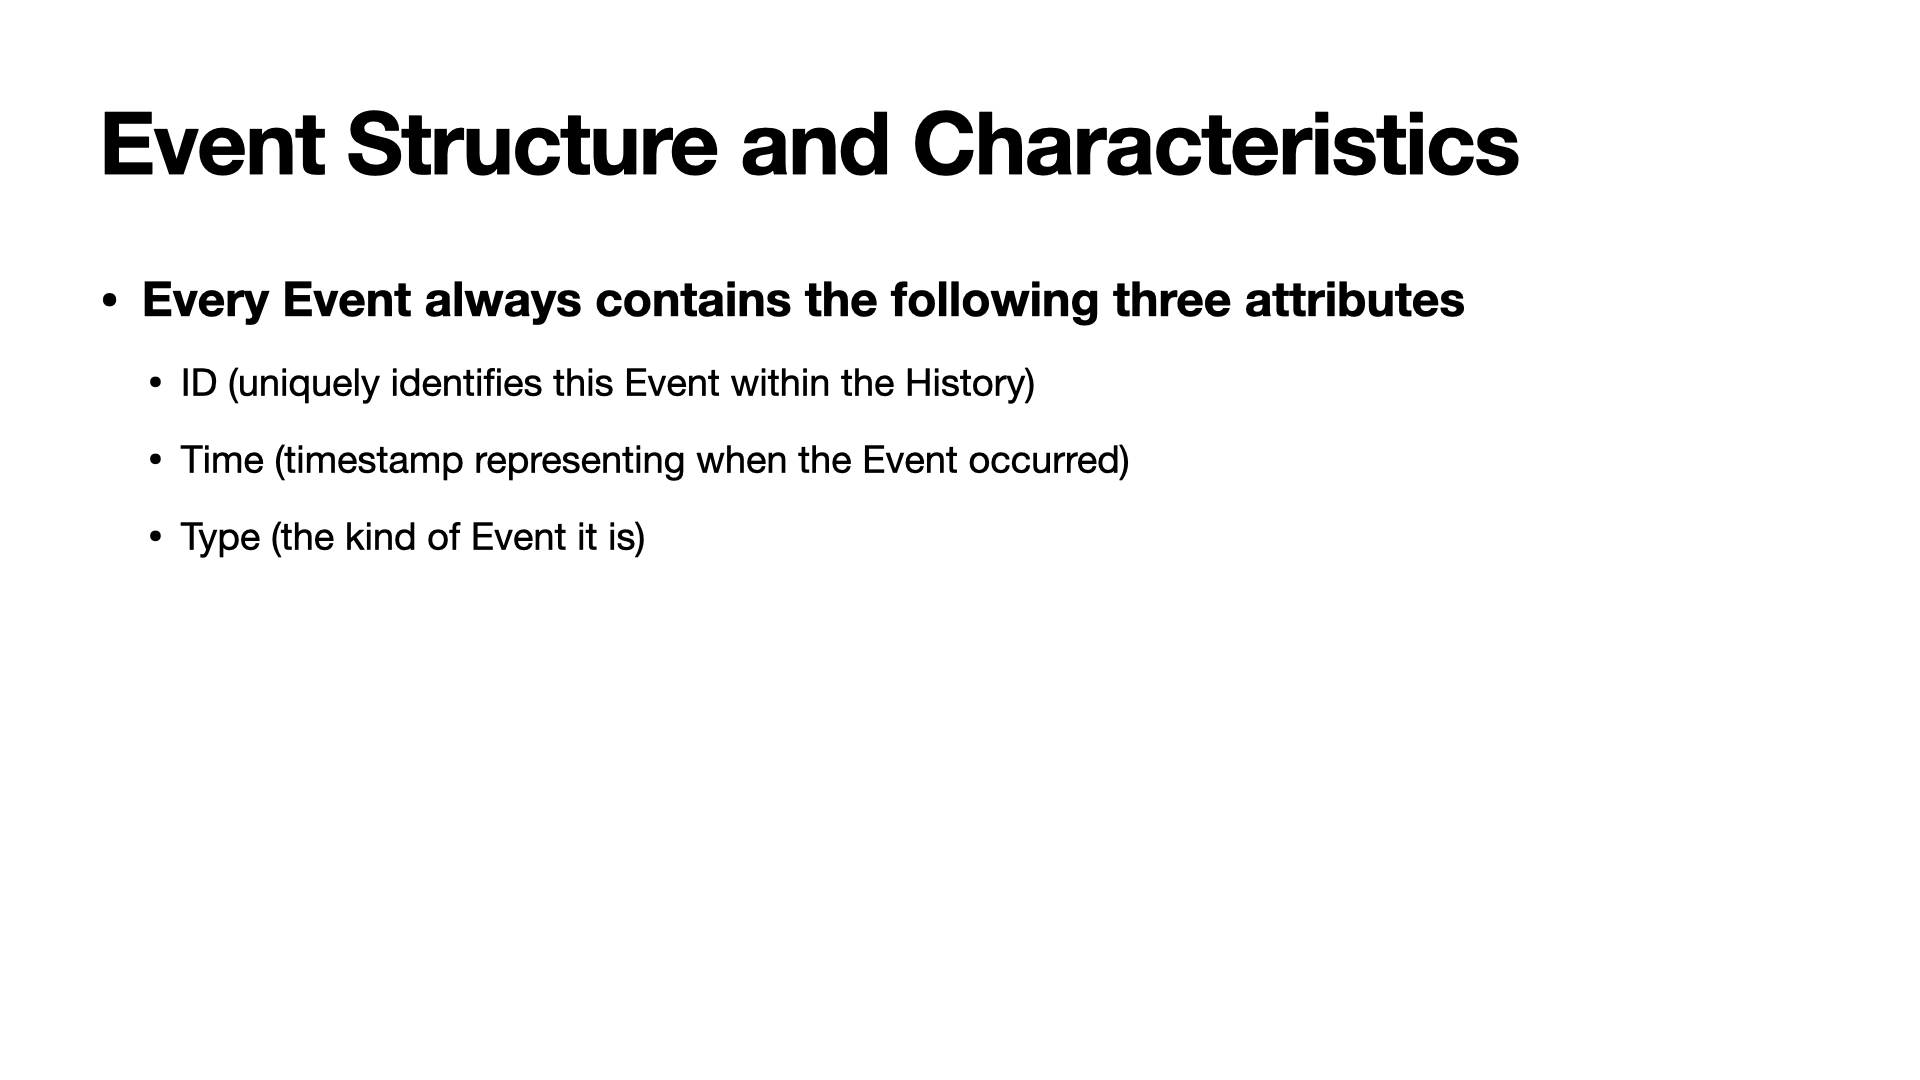 Event Structure and Characteristics
• Every Event always contains the following three attributes
• ID (uniquely identifies this Event within the History)
• Time (timestamp representing when the Event occurred)
• Type (the kind of Event it is)